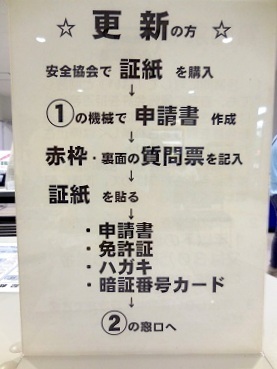 ☆ 更新の方 ☆
安全協会で 証紙 を購入
↓
①の機械で 申請書 作成
↓
赤枠・裏面の質問票を記入
↓
証紙 を貼る
↓
・申請書
・免許証
・ハガキ
・暗証番号カード
↓
②の窓口へ